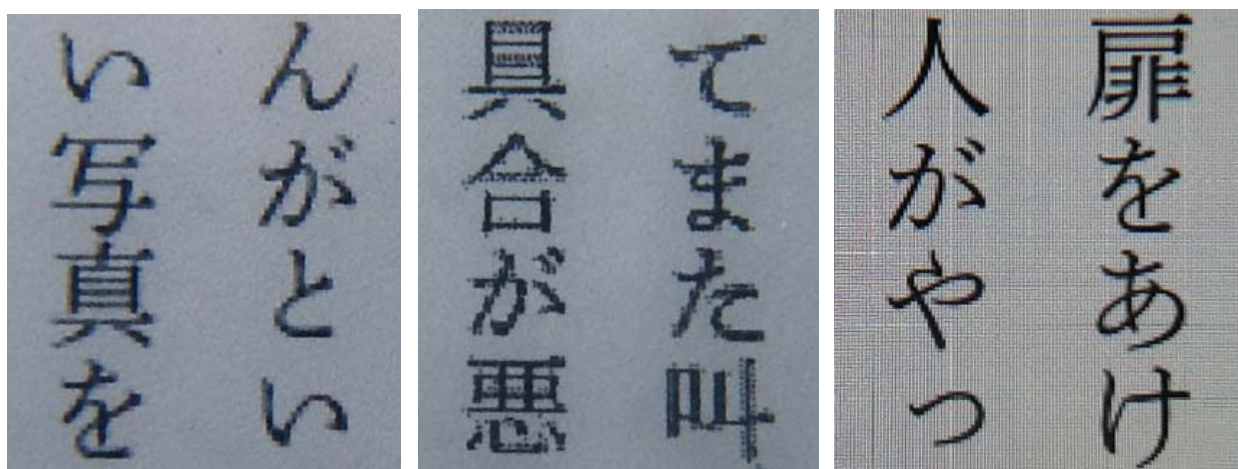 んがとい
い写真を
てまた叫
具合が悪
扉をあけ
人がやっ